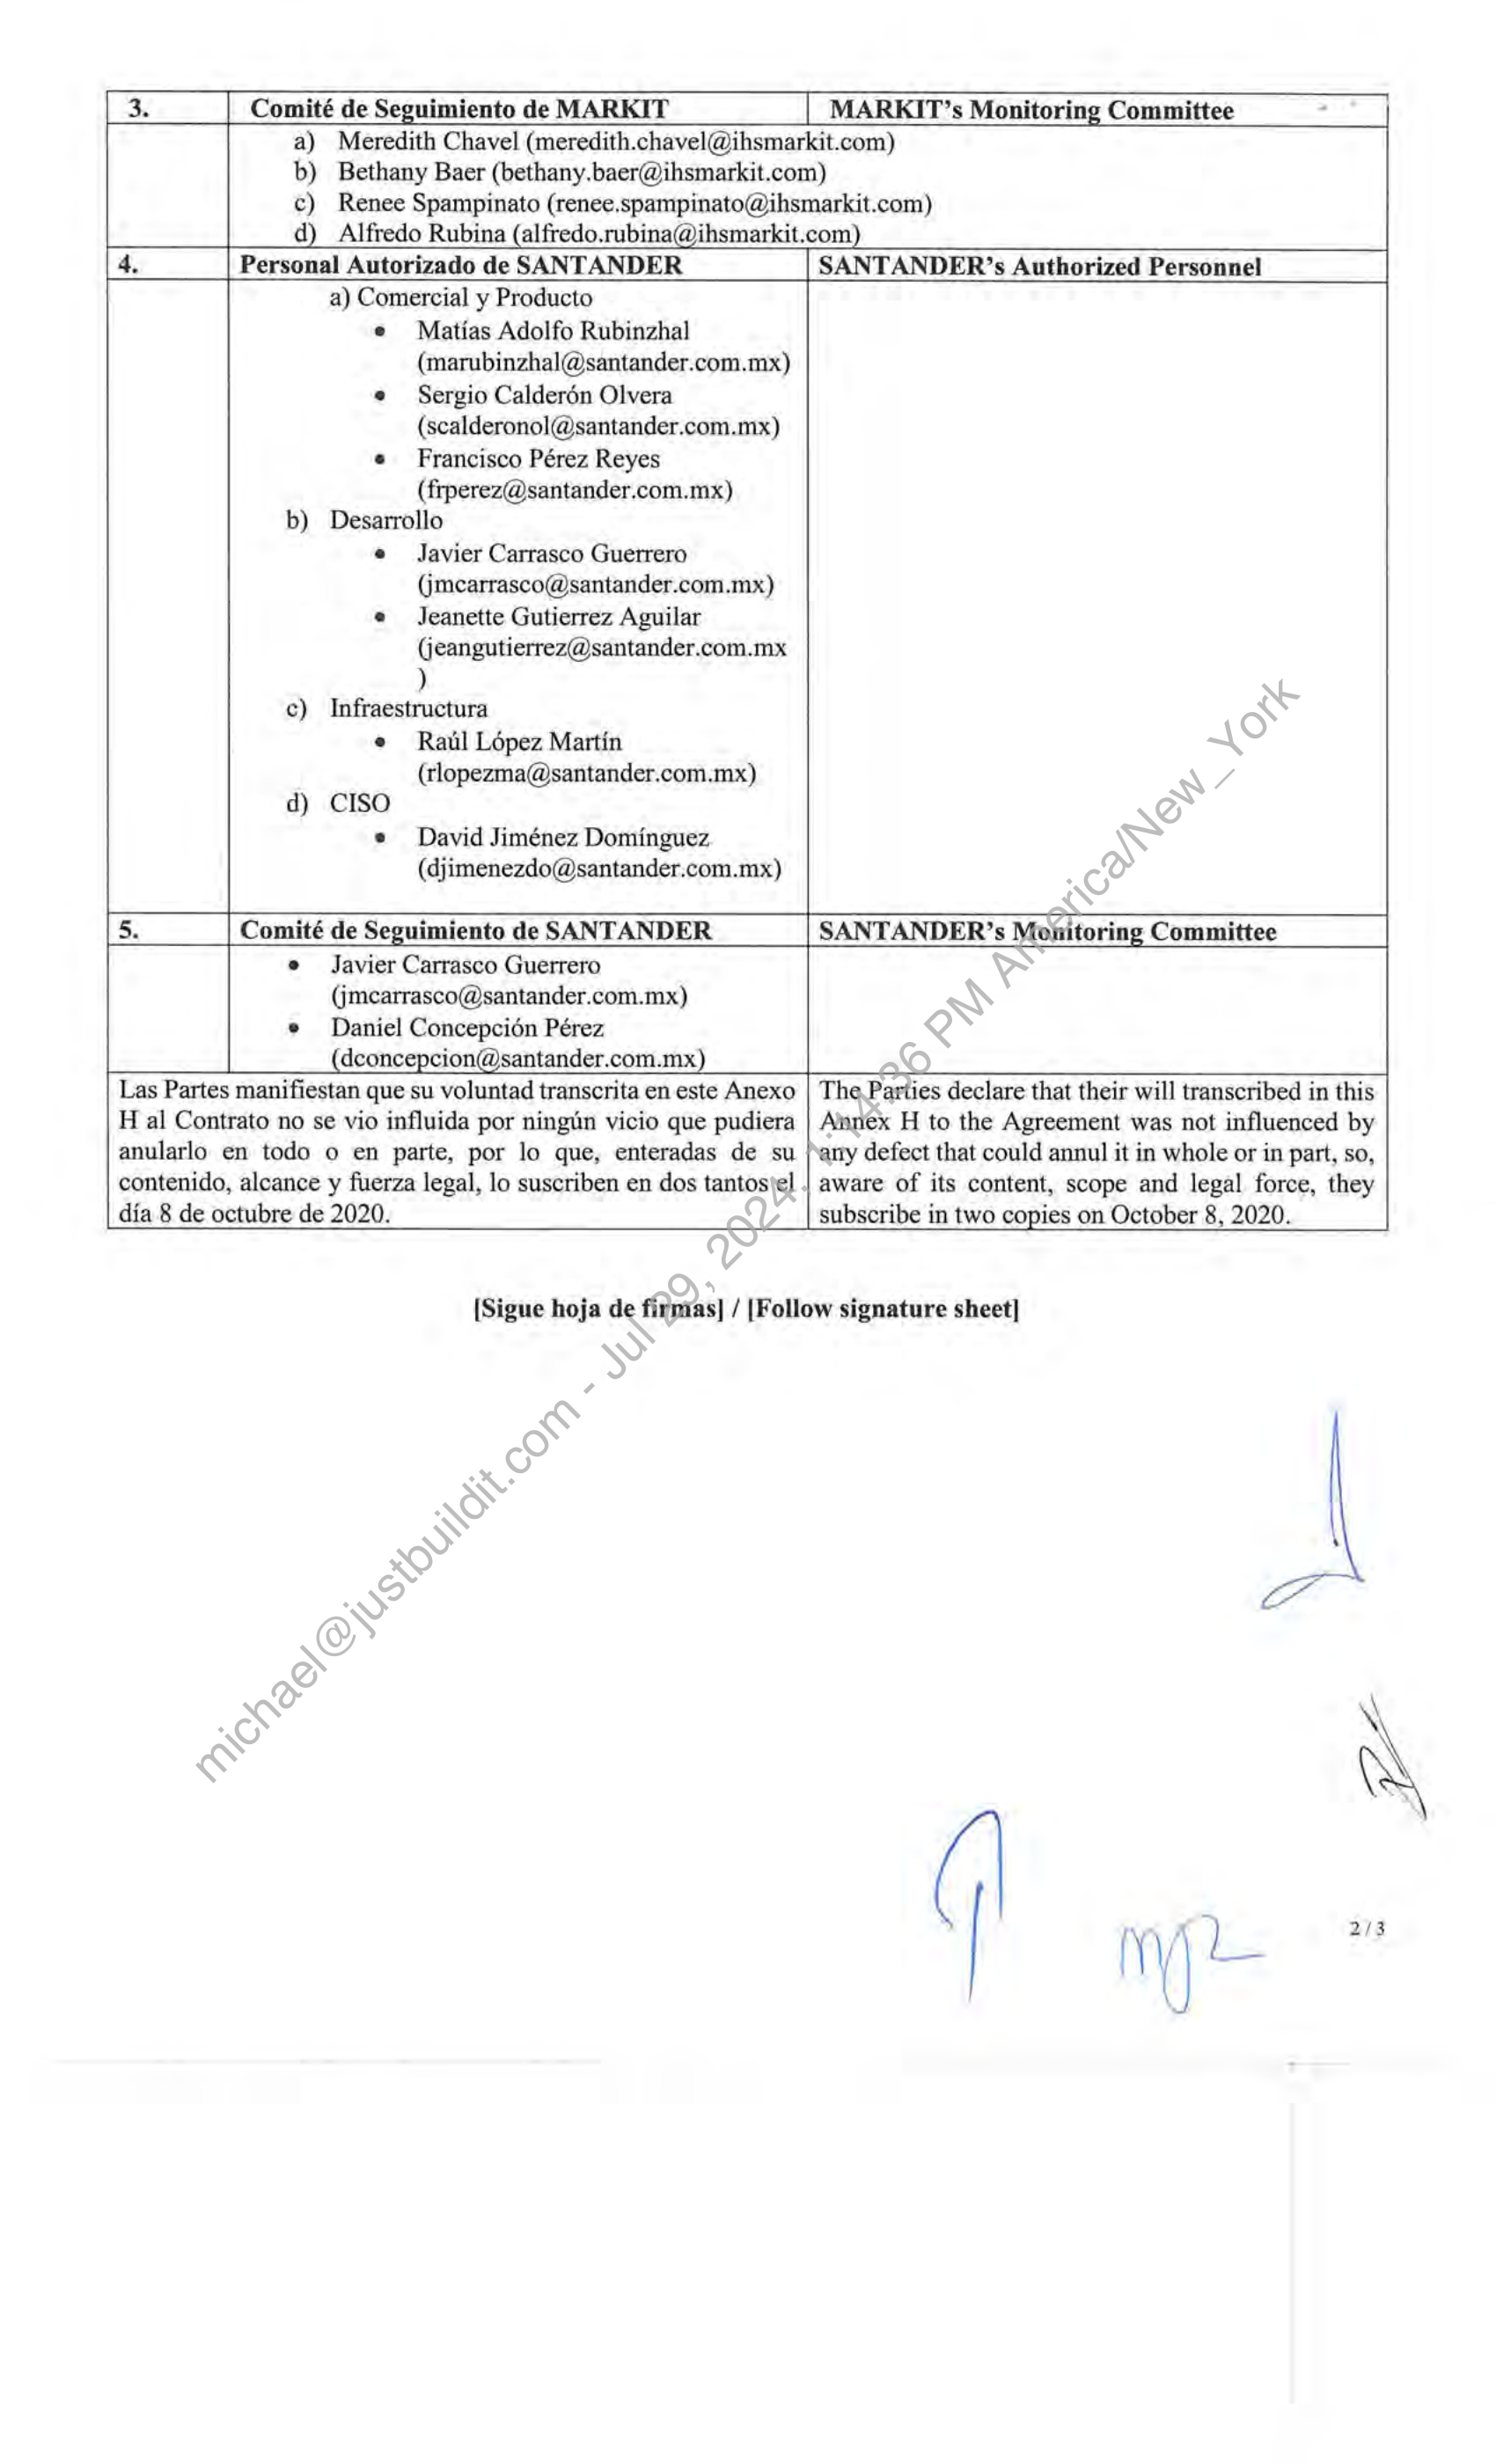 3. Comité de Seguimiento de MARKIT MARKIT's Monitoring Committee
a) Meredith Chavel (meredith.chavel@ihsmarkit.com)
b) Bethany Baer (bethany.baer@ihsmarkit.com)
c) Renee Spampinato (renee.spampinato@ihsmarkit.com)
d) Alfredo Rubina (alfredo.rubina@ihsmarkit.com)
4. Personal Autorizado de SANTANDER SANTANDER's Authorized Personnel
a) Comercial y Producto
• Matías Adolfo Rubinzhal
(marubinzhal@santander.com.mx)
• Sergio Calderón Olvera
(scalderonol@santander.com.mx)
• Francisco Pérez Reyes
(frperez@santander.com.mx)
b) Desarrollo
• Javier Carrasco Guerrero
(jmcarrasco@santander.com.mx)
• Jeanette Gutierrez Aguilar
(jeangutierrez@santander.com.mx
)
c) Infraestructura
• Raúl López Martín
(rlopezma@santander.com.mx)
d) CISO
• David Jiménez Domínguez
(djimenezdo@santander.com.mx)
5. Comité de Seguimiento de SANTANDER SANTANDER's Monitoring Committee
• Javier Carrasco Guerrero
(jmcarrasco@santander.com.mx)
• Daniel Concepción Pérez
(dconcepcion@santander.com.mx)
Las Partes manifiestan que su voluntad transcrita en este Anexo
H al Contrato no se vio influida por ningún vicio que pudiera
anularlo en todo o en parte, por lo que, enteradas de su
contenido, alcance y fuerza legal, lo suscriben en dos tantos el
día 8 de octubre de 2020.
The Parties declare that their will transcribed in this
Annex H to the Agreement was not influenced by
any defect that could annul it in whole or in part, so,
aware of its content, scope and legal force, they
subscribe in two copies on October 8, 2020.
[Sigue hoja de firmas] / [Follow signature sheet]
michael@justbuildit.com - Jul 29, 2024, 1:14:36 PM America/New_York
2 / 3